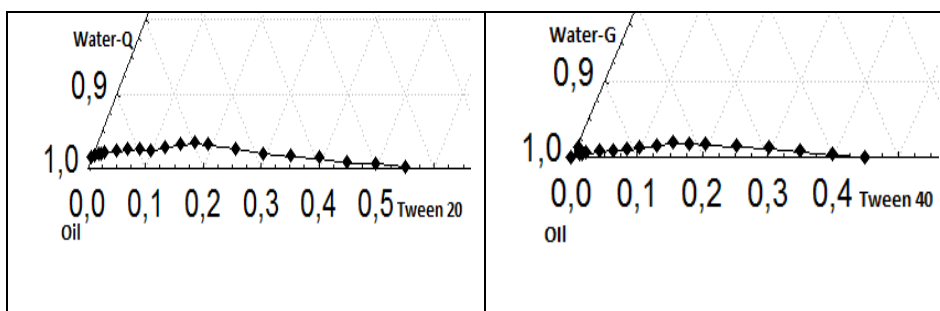 Water-Q
0,9
1,0
0,0 0,1 0,2 0,3 0,4 0,5 Tween 20
Oil
Water-G
0,9
1,0
0,0 0,1 0,2 0,3 0,4 Tween 40
OIl